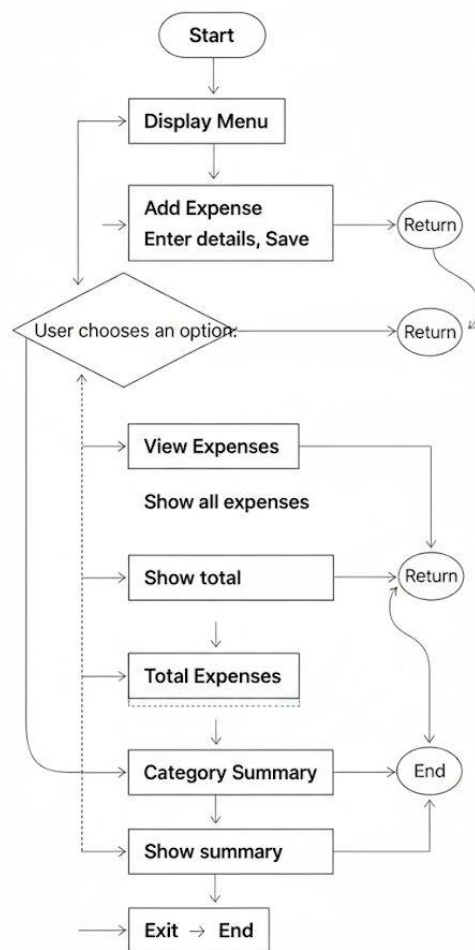 Start
Display Menu
Add Expense
Enter details, Save
Return
User chooses an option:
Return
View Expenses
Show all expenses
Show total
Return
Total Expenses
Category Summary
End
Show summary
Exit → End